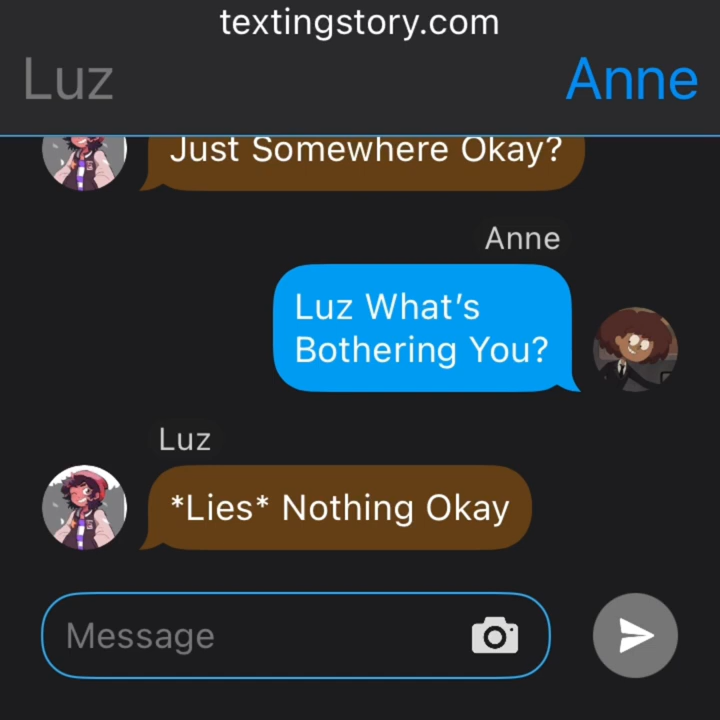 textingstory.com
Luz
Anne
Just Somewhere Okay?
Anne
Luz What’s
Bothering You?
Luz
*Lies* Nothing Okay
Message